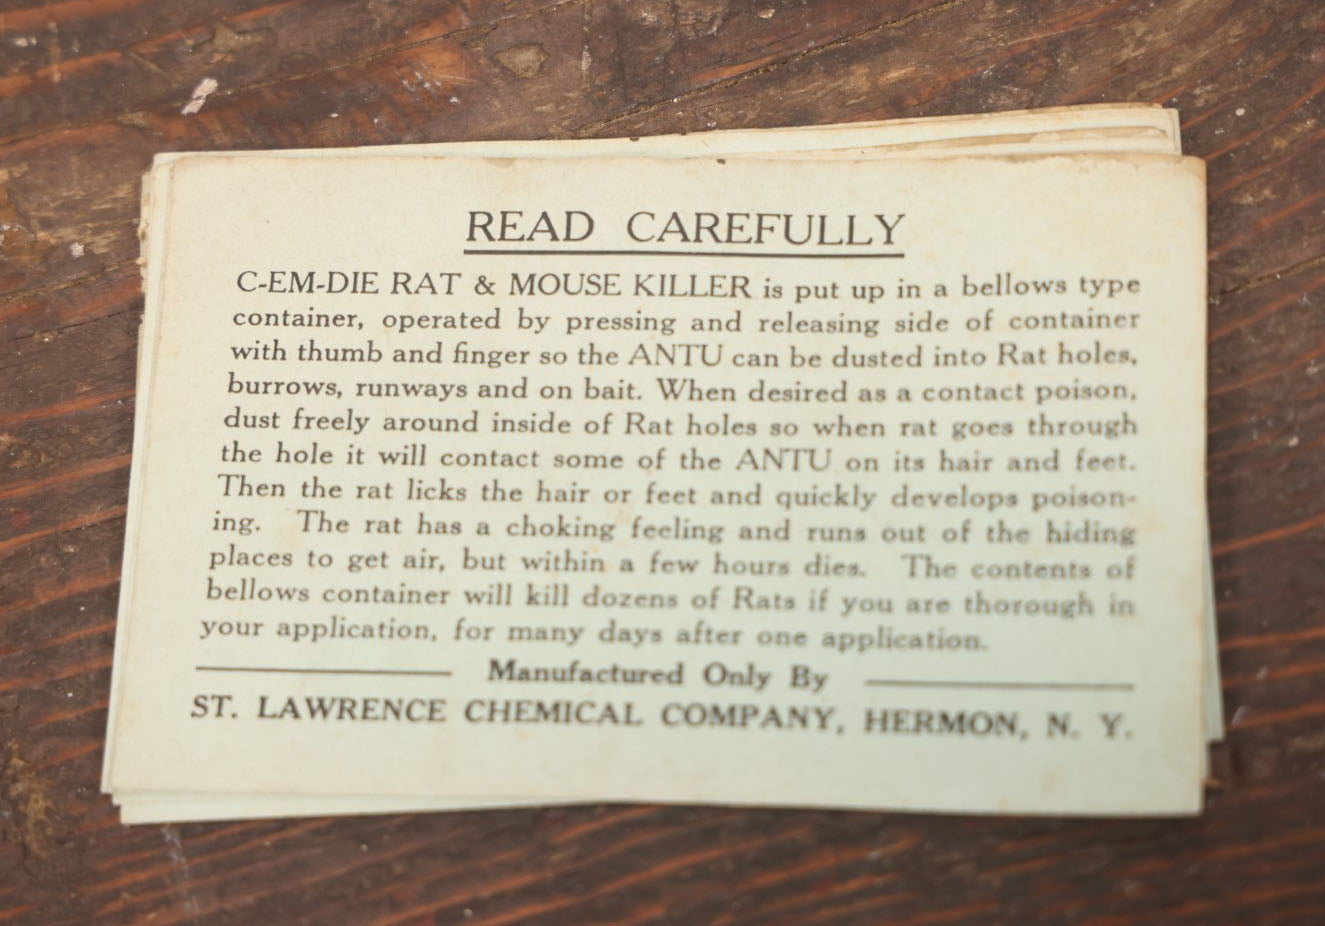 READ CAREFULLY
C-EM-DIE RAT & MOUSE KILLER is put up in a bellows type
container, operated by pressing and releasing side of container
with thumb and finger so the ANTU can be dusted into Rat holes,
burrows, runways and on bait. When desired as a contact poison,
dust freely around inside of Rat holes so when rat goes through
the hole it will contact some of the ANTU on its hair and feet.
Then the rat licks the hair or feet and quickly develops poison-
ing. The rat has a choking feeling and runs out of the hiding
places to get air, but within a few hours dies. The contents of
bellows container will kill dozens of Rats if you are thorough in
your application, for many days after one application.
Manufactured Only By
ST. LAWRENCE CHEMICAL COMPANY, HERMON, N. Y.